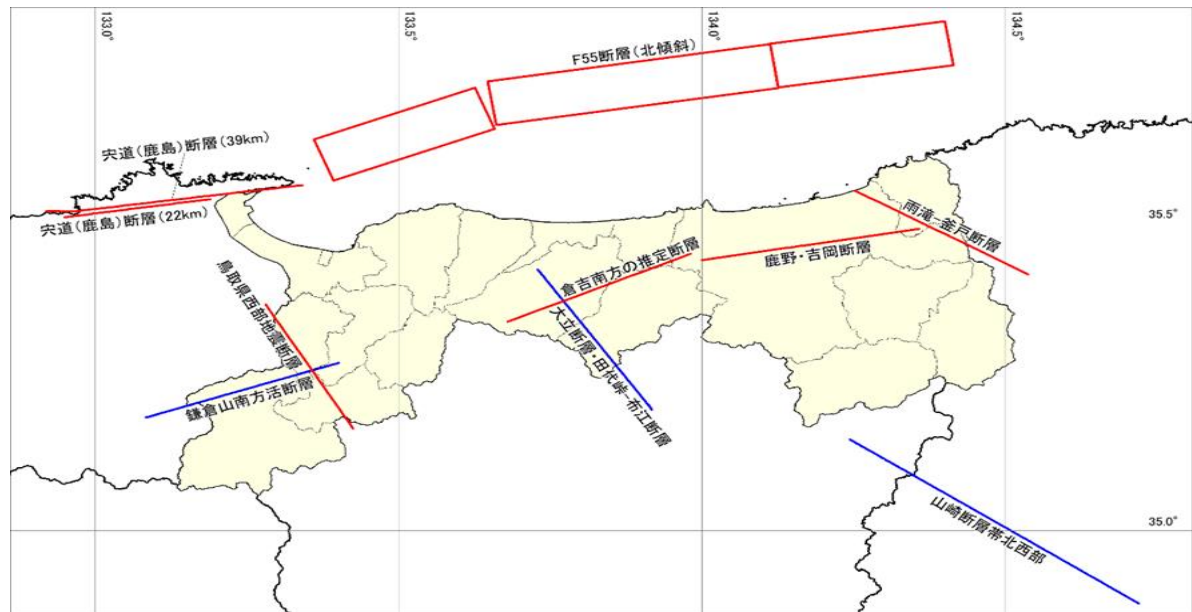 133.0°
133.5°
134.0°
134.5°
F55断層(北傾斜)
宍道(鹿島)断層(39km)
宍道(鹿島)断層(22km)
35.5°
雨滝-釜戸断層
鹿野・吉岡断層
倉吉南方の推定断層
大立断層・田代峠-布江断層
鳥取県西部地震断層
鎌倉山南方活断層
35.0°
山崎断層帯北西部